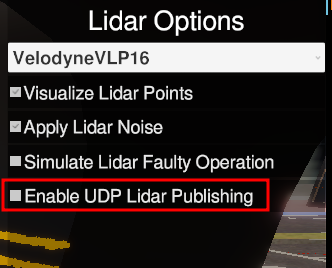 Lidar Options
VelodyneVLP16
Visualize Lidar Points
Apply Lidar Noise
Simulate Lidar Faulty Operation
Enable UDP Lidar Publishing